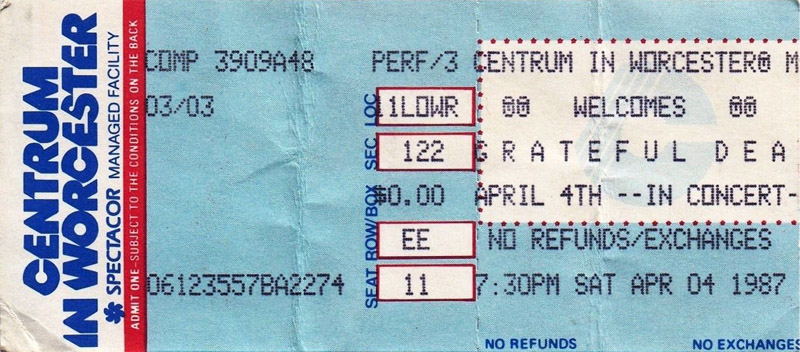 CENTRUM
IN WORCESTER
SPECTACOR MANAGED FACILITY
ADMIT ONE-SUBJECT TO THE CONDITIONS ON THE BACK
COMP 3909A48 PERF/3 CENTRUM IN WORCESTER@ M
03/03 LOC 11LOWR @@ WELCOMES @@
SEC 122 GRATEFUL DEA
$0.00 APRIL 4TH --IN CONCERT-
ROW/BOX EE NO REFUNDS/EXCHANGES
06123557BA2274 SEAT 11 7:30PM SAT APR 04 1987
NO REFUNDS NO EXCHANGES